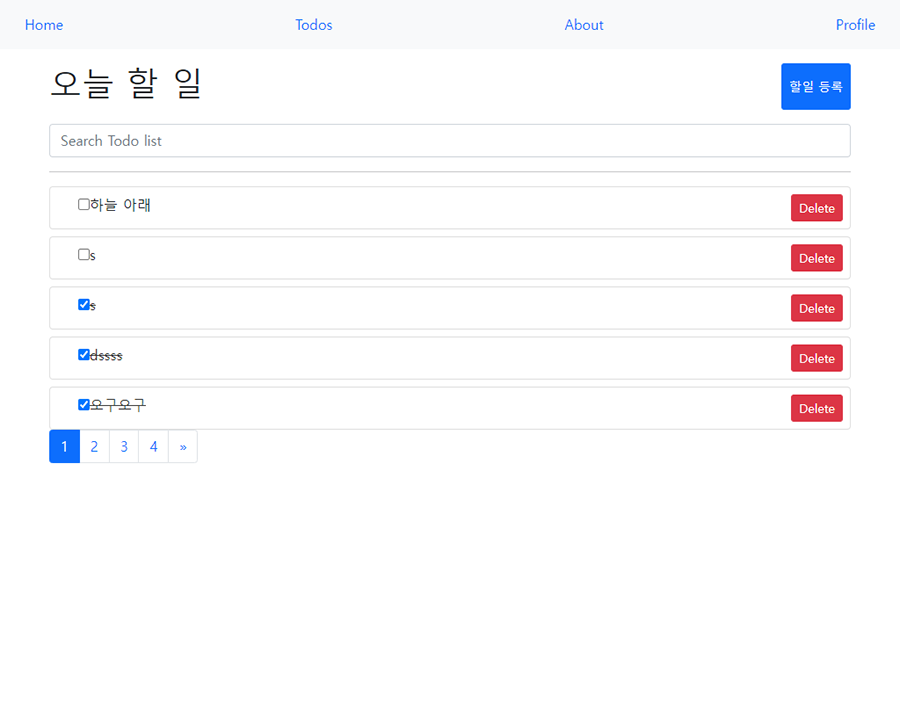 Home Todos About Profile
오늘 할 일
할일 등록
Search Todo list
하늘 아래 Delete
s Delete
s Delete
dssss Delete
오구오구 Delete
1 2 3 4 »